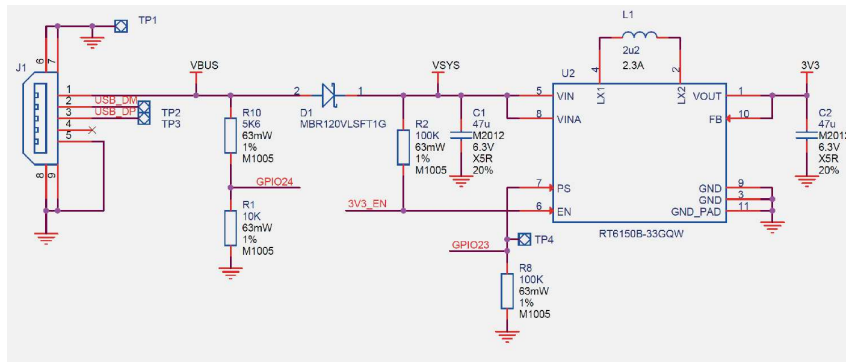 L1
TP1
2u2
2.3A
6
7
J1
VBUS
VSYS
U2
4
2
3V3
1
2
1
5
VIN
LX1
LX2
VOUT
1
2
USB_DM
3
USB_DP
TP2
TP3
4
5
D1
MBR120VLSFT1G
8
VINA
FB
10
R10
5K6
63mW
1%
M1005
R2
100K
63mW
1%
M1005
C1
47u
M2012
6.3V
X5R
20%
C2
47u
M2012
6.3V
X5R
20%
8
9
GPIO24
7
PS
GND
9
GND
3
3V3_EN
6
EN
GND_PAD
11
R1
10K
63mW
1%
M1005
RT6150B-33GQW
GPIO23
TP4
R8
100K
63mW
1%
M1005